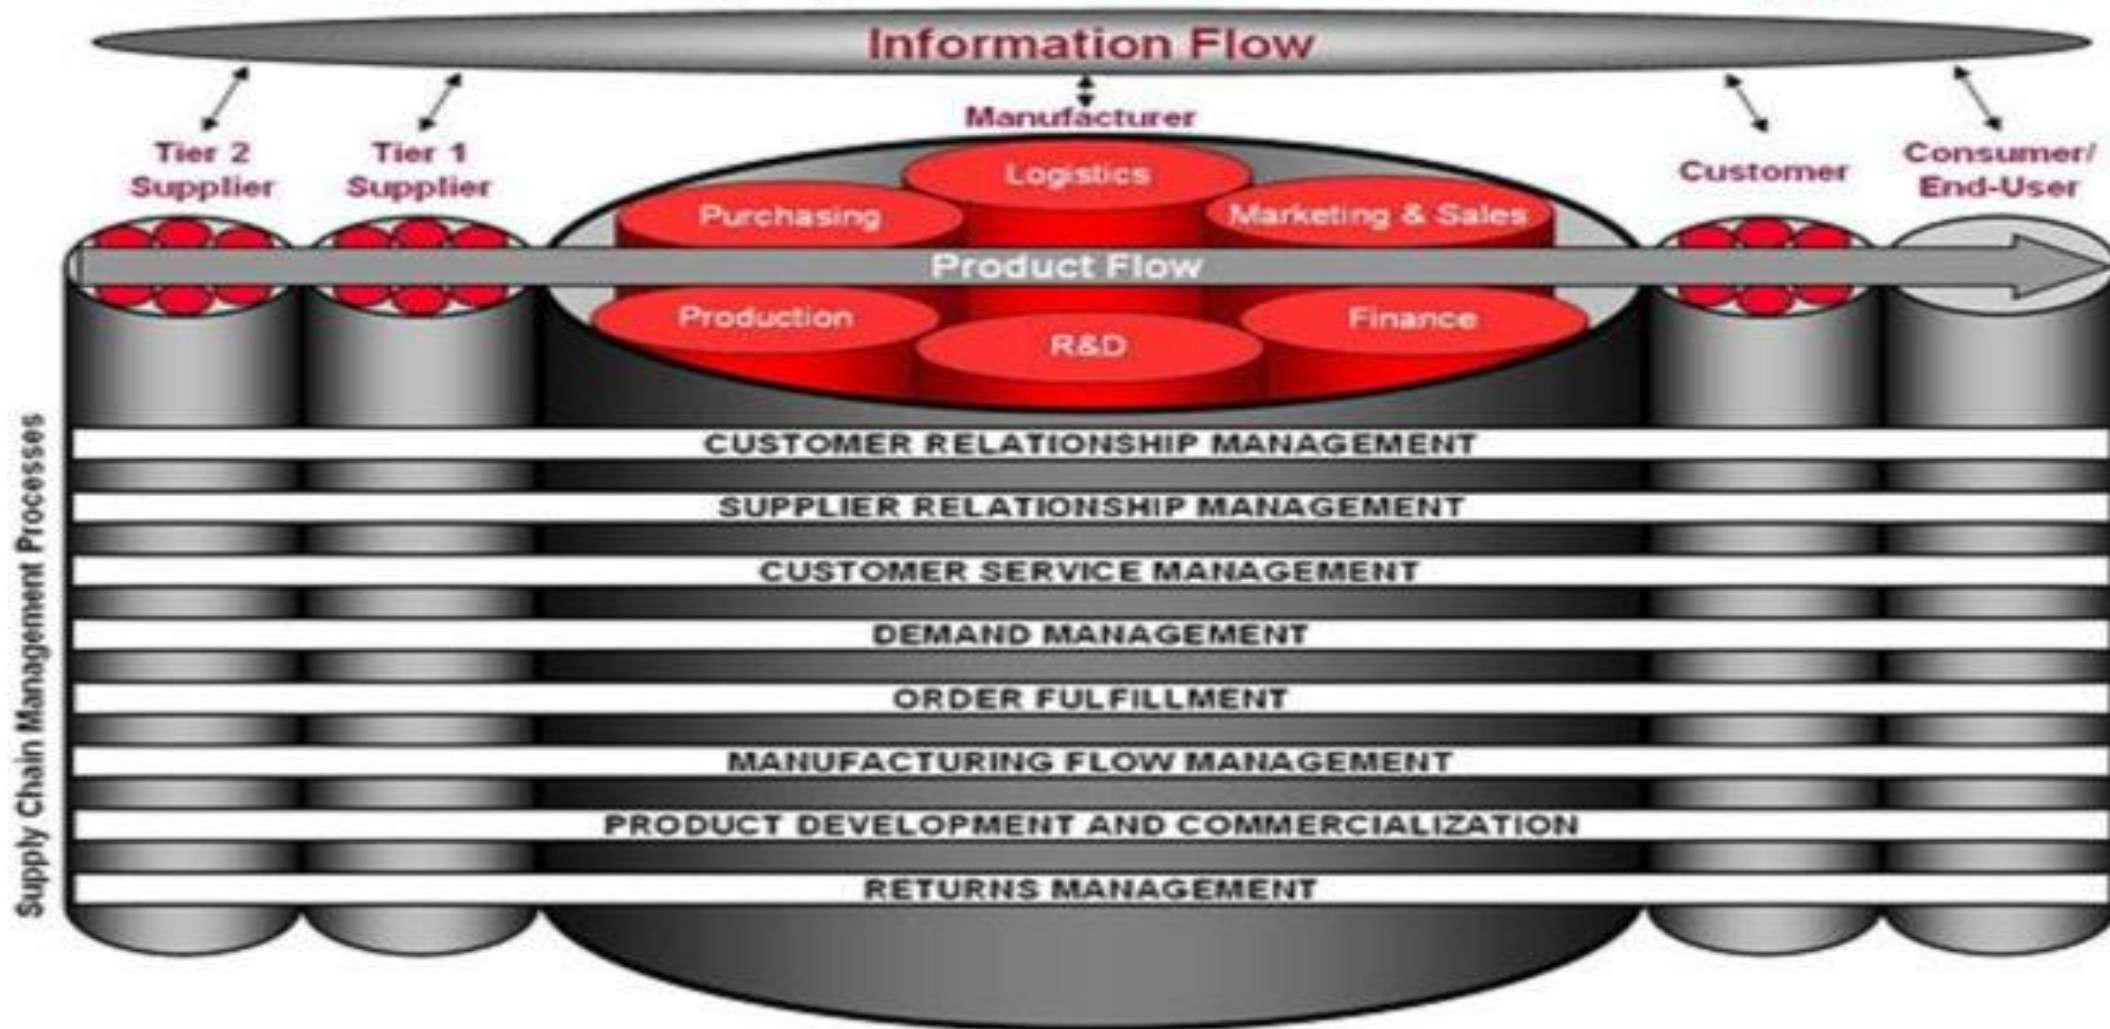 Information Flow
Manufacturer
Tier 2
Supplier
Tier 1
Supplier
Customer
Consumer/
End-User
Logistics
Purchasing
Marketing & Sales
Product Flow
Production
R&D
Finance
Supply Chain Management Processes
CUSTOMER RELATIONSHIP MANAGEMENT
SUPPLIER RELATIONSHIP MANAGEMENT
CUSTOMER SERVICE MANAGEMENT
DEMAND MANAGEMENT
ORDER FULFILLMENT
MANUFACTURING FLOW MANAGEMENT
PRODUCT DEVELOPMENT AND COMMERCIALIZATION
RETURNS MANAGEMENT